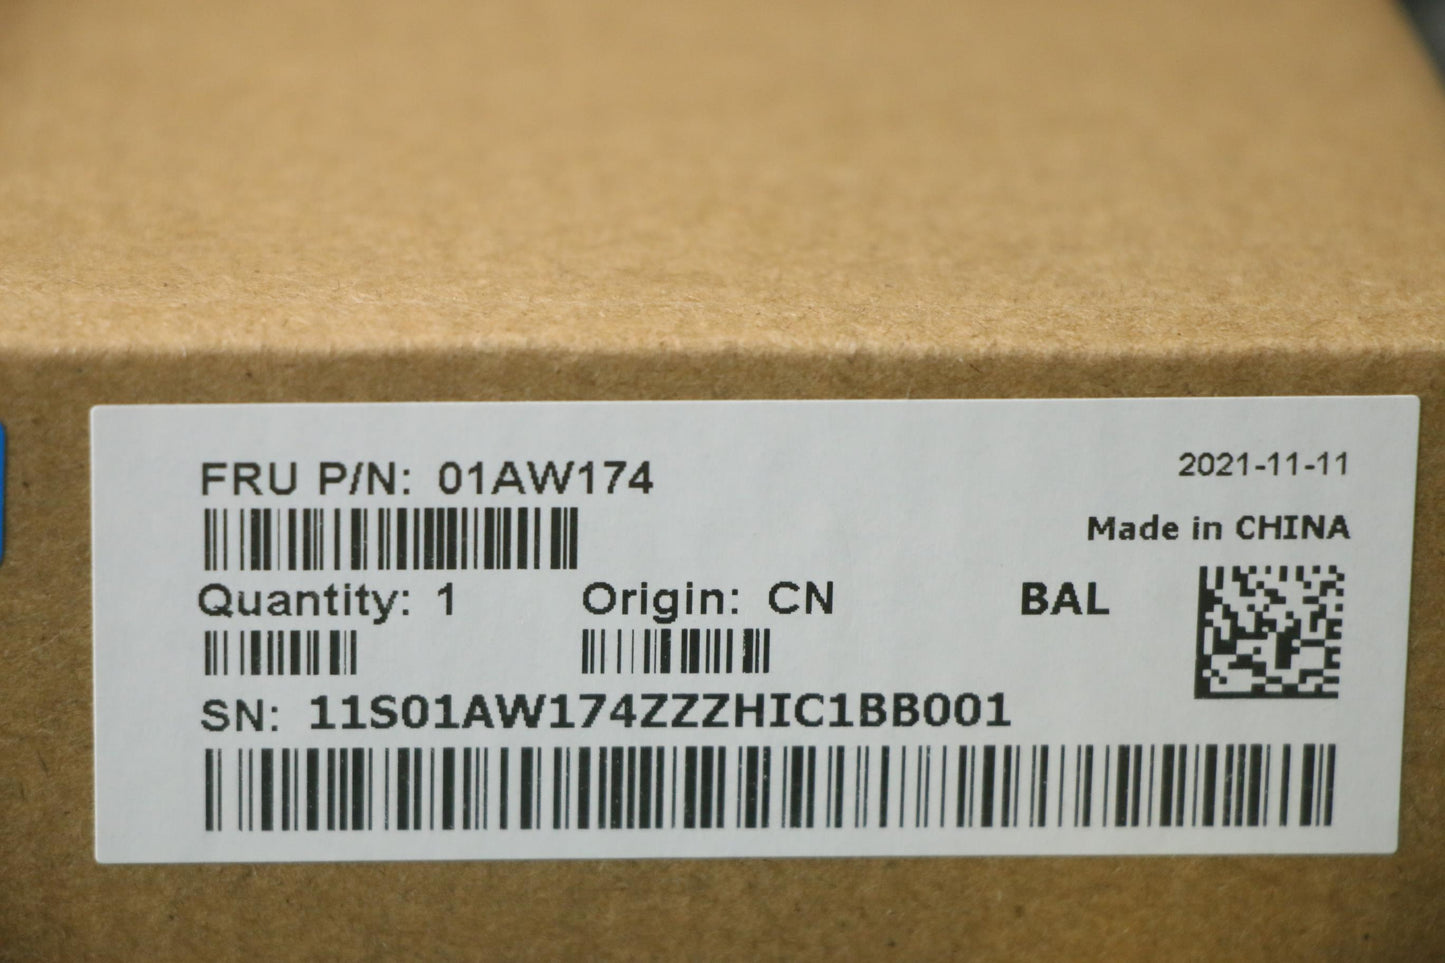 FRU P/N: 01AW174
2021-11-11
Made in CHINA
Quantity: 1 Origin: CN BAL
SN: 11S01AW174ZZZHIC1BB001